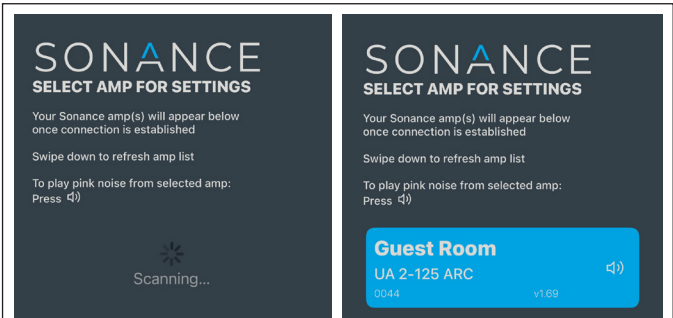 SONANCE
SELECT AMP FOR SETTINGS
Your Sonance amp(s) will appear below
once connection is established
Swipe down to refresh amp list
To play pink noise from selected amp:
Press
Scanning...
SONANCE
SELECT AMP FOR SETTINGS
Your Sonance amp(s) will appear below
once connection is established
Swipe down to refresh amp list
To play pink noise from selected amp:
Press
Guest Room
UA 2-125 ARC
0044 v1.69